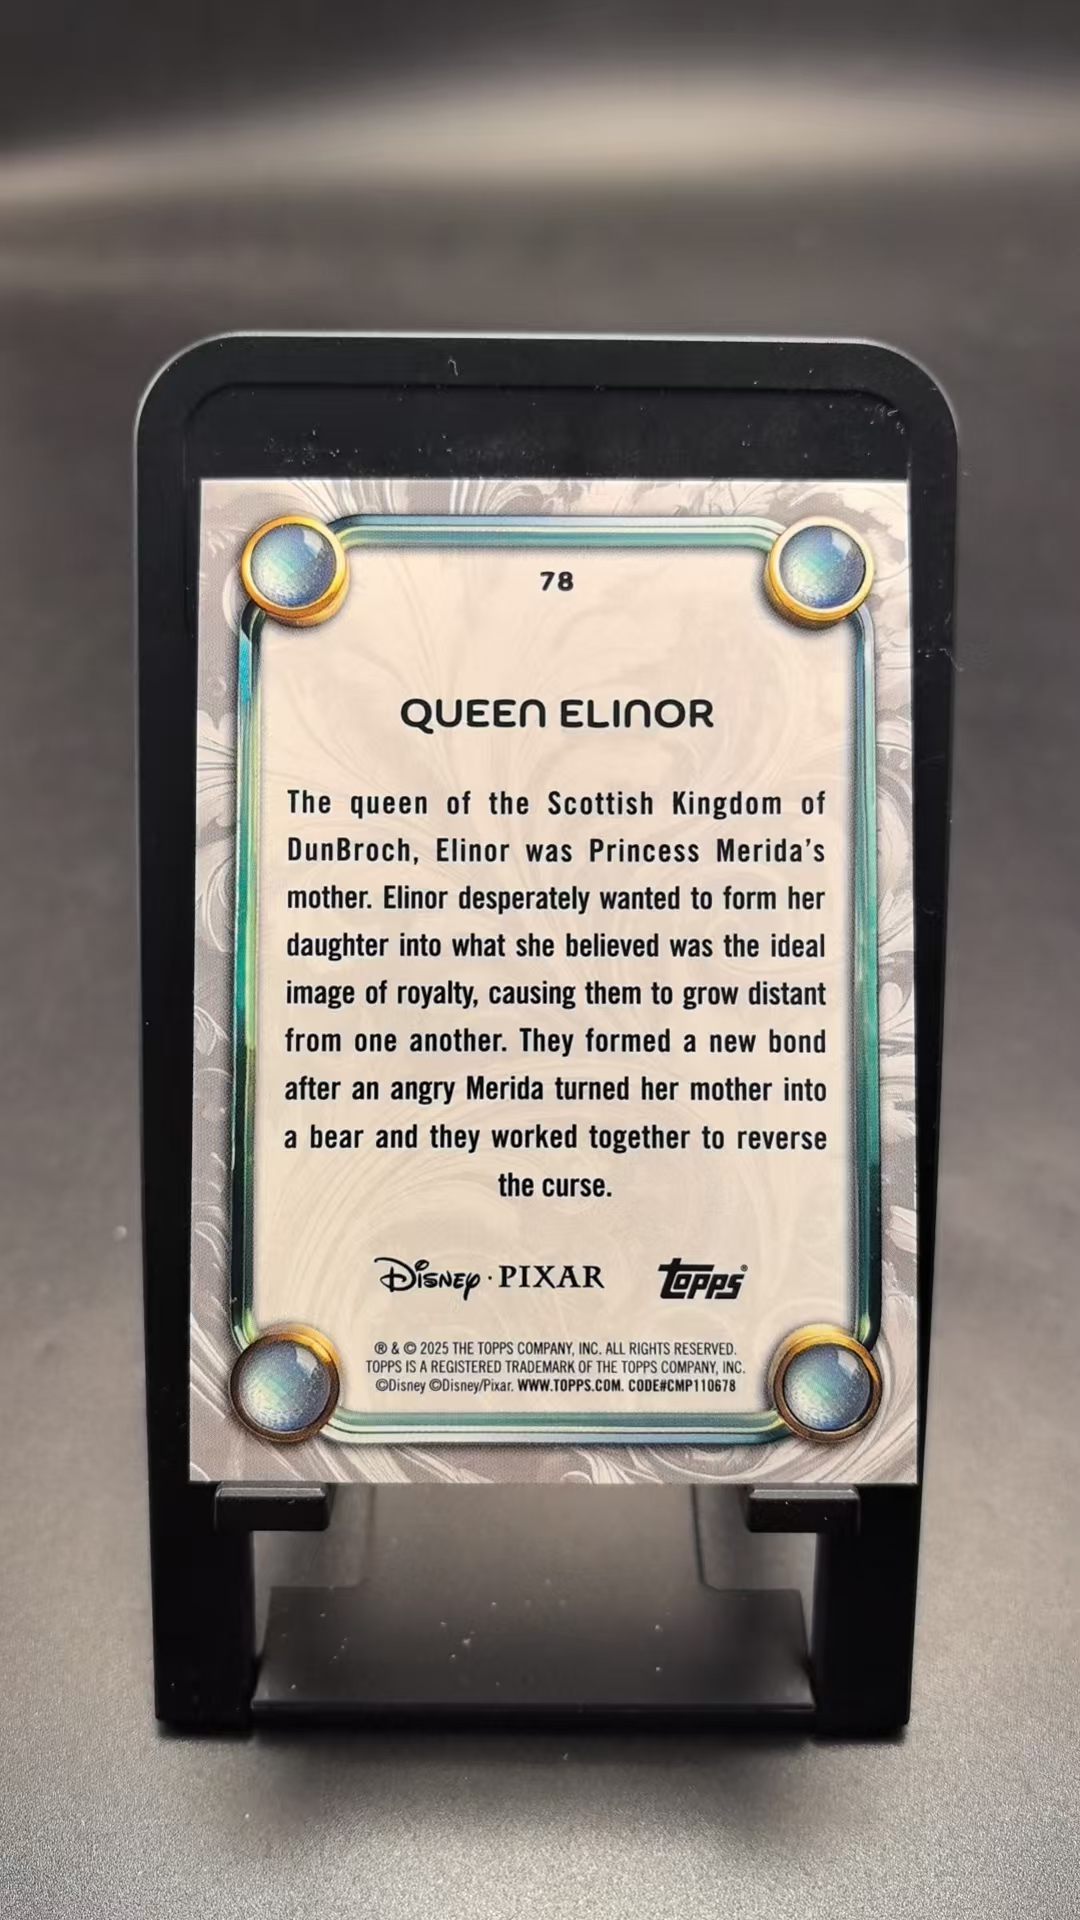 78
QUEEN ELINOR
The queen of the Scottish Kingdom of
DunBroch, Elinor was Princess Merida's
mother. Elinor desperately wanted to form her
daughter into what she believed was the ideal
image of royalty, causing them to grow distant
from one another. They formed a new bond
after an angry Merida turned her mother into
a bear and they worked together to reverse
the curse.
Disney · PIXAR topps®
® & © 2025 THE TOPPS COMPANY, INC. ALL RIGHTS RESERVED.
TOPPS IS A REGISTERED TRADEMARK OF THE TOPPS COMPANY, INC.
©Disney ©Disney/Pixar. WWW.TOPPS.COM. CODE#CMP110678